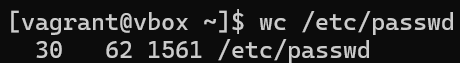 [vagrant@vbox ~]$ wc /etc/passwd
  30   62 1561 /etc/passwd